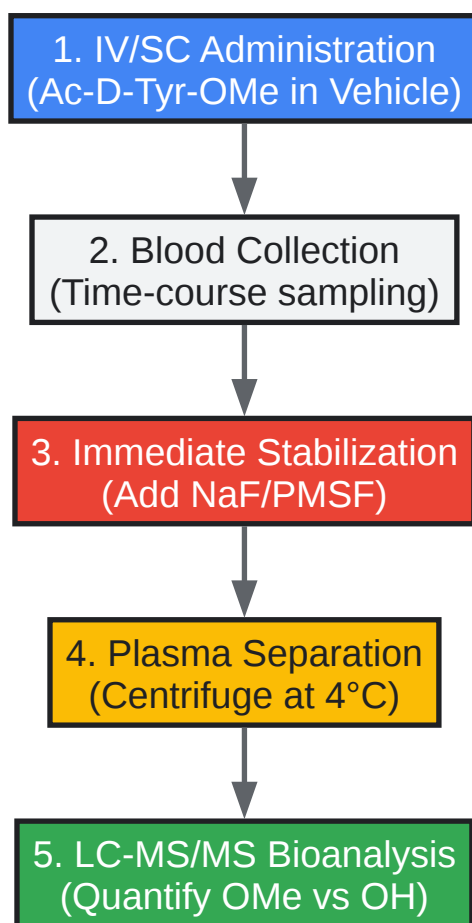 1. IV/SC Administration
(Ac-D-Tyr-OMe in Vehicle)
2. Blood Collection
(Time-course sampling)
3. Immediate Stabilization
(Add NaF/PMSF)
4. Plasma Separation
(Centrifuge at 4°C)
5. LC-MS/MS Bioanalysis
(Quantify OMe vs OH)